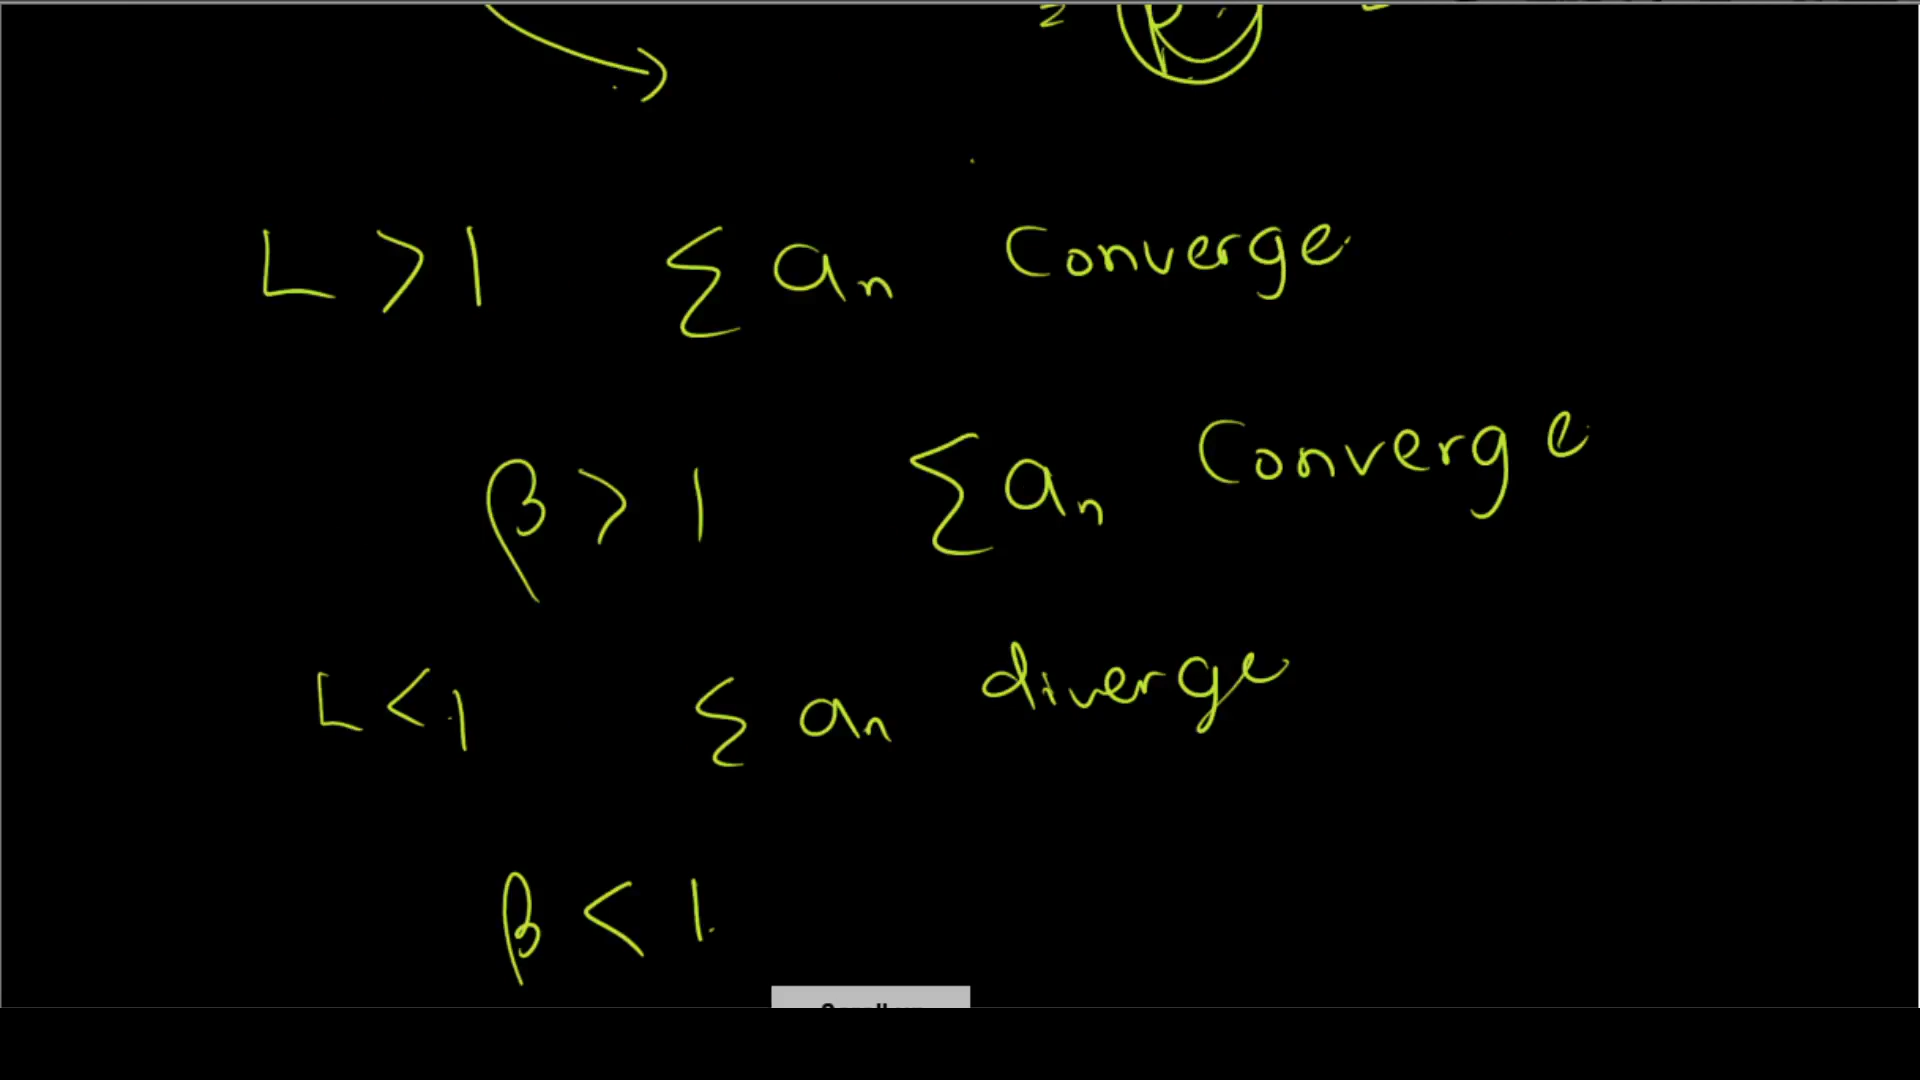 L > 1 Σ aₙ Converge
β > 1 Σ aₙ Converge
L < 1 Σ aₙ diverge
β < 1